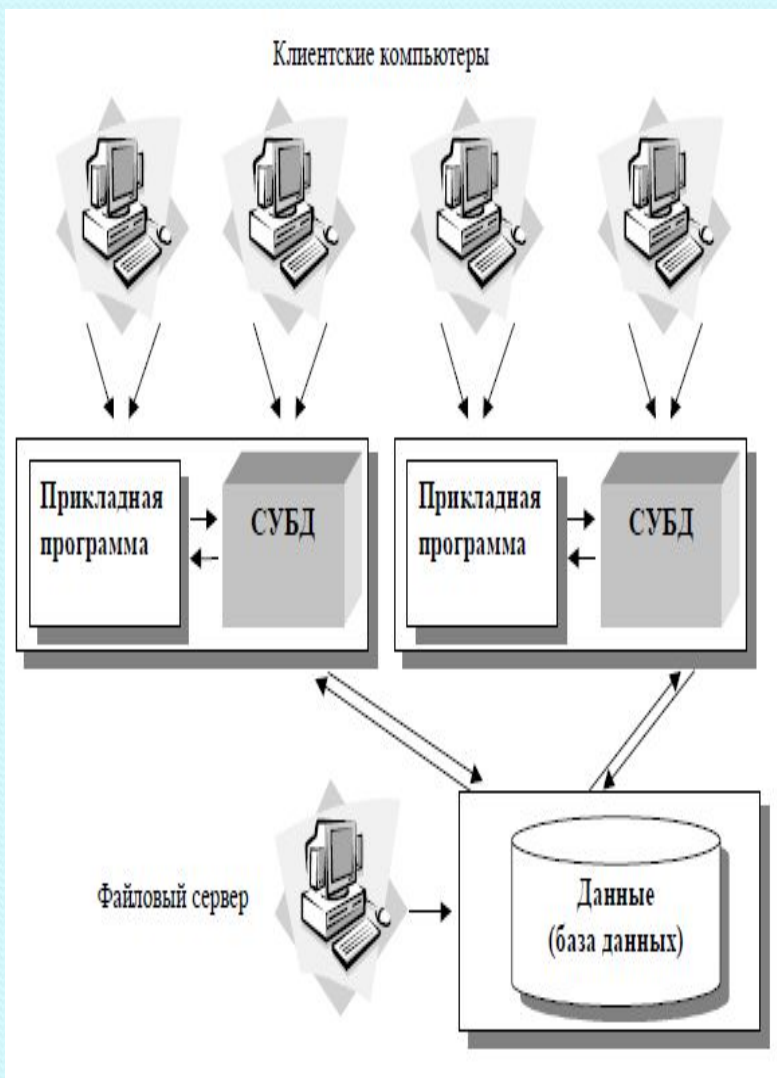 Клиентские компьютеры
Прикладная
программа
СУБД
Прикладная
программа
СУБД
Файловый сервер
Данные
(база данных)